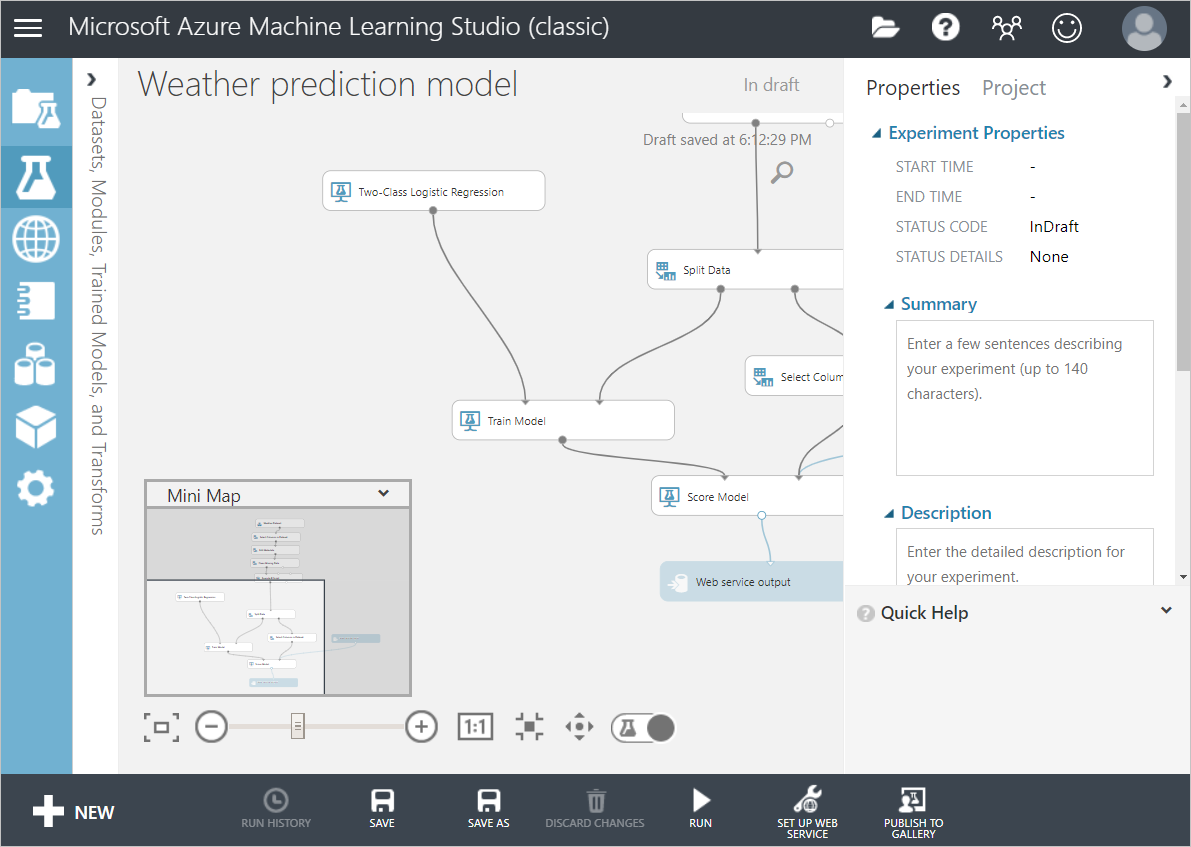 Microsoft Azure Machine Learning Studio (classic)
Datasets, Modules, Trained Models, and Transforms
Weather prediction model
In draft
Draft saved at 6:12:29 PM
Two-Class Logistic Regression
Split Data
Select Colum
Train Model
Score Model
Web service output
Mini Map
1:1
Properties
Project
Experiment Properties
START TIME -
END TIME -
STATUS CODE InDraft
STATUS DETAILS None
Summary
Enter a few sentences describing
your experiment (up to 140
characters).
Description
Enter the detailed description for
your experiment.
? Quick Help
NEW
RUN HISTORY
SAVE
SAVE AS
DISCARD CHANGES
RUN
SET UP WEB
SERVICE
PUBLISH TO
GALLERY